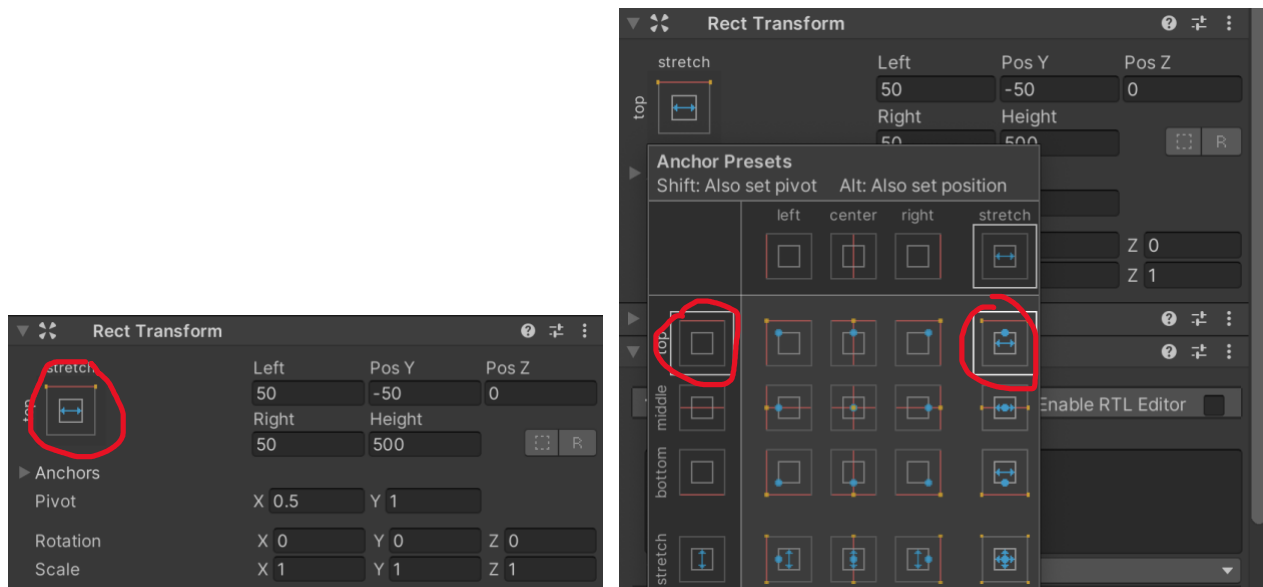 Rect Transform
stretch
top
Left Pos Y Pos Z
50 -50 0
Right Height
50 500
R
Anchors
Pivot X 0.5 Y 1
Rotation X 0 Y 0 Z 0
Scale X 1 Y 1 Z 1
Rect Transform
stretch
top
Left Pos Y Pos Z
50 -50 0
Right Height
50 500
R
Anchor Presets
Shift: Also set pivot Alt: Also set position
left center right stretch
top
middle
bottom
stretch
Z 0
Z 1
Enable RTL Editor